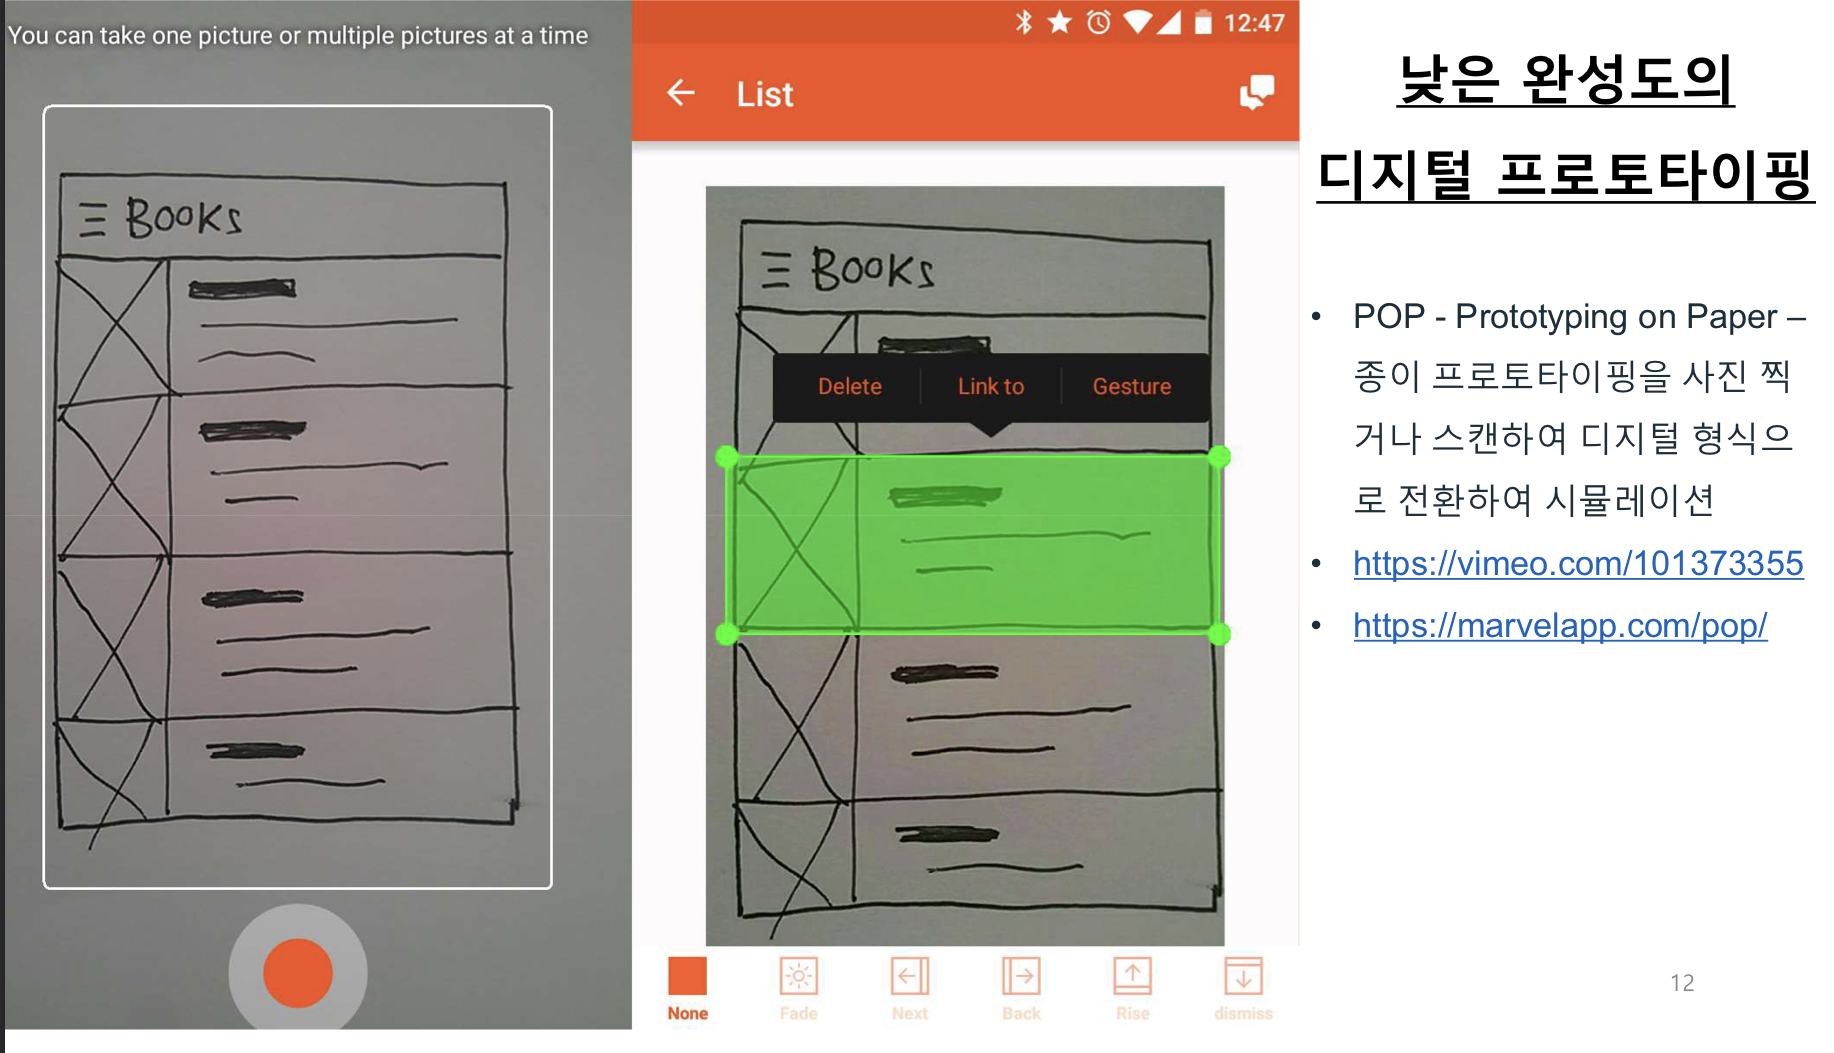 You can take one picture or multiple pictures at a time
BOOKS
12:47
List
BOOKS
Delete
Link to
Gesture
None
Fade
Next
Back
Rise
dismiss
낮은 완성도의
디지털 프로토타이핑
• POP - Prototyping on Paper –
종이 프로토타이핑을 사진 찍
거나 스캔하여 디지털 형식으
로 전환하여 시뮬레이션
• https://vimeo.com/101373355
• https://marvelapp.com/pop/
12